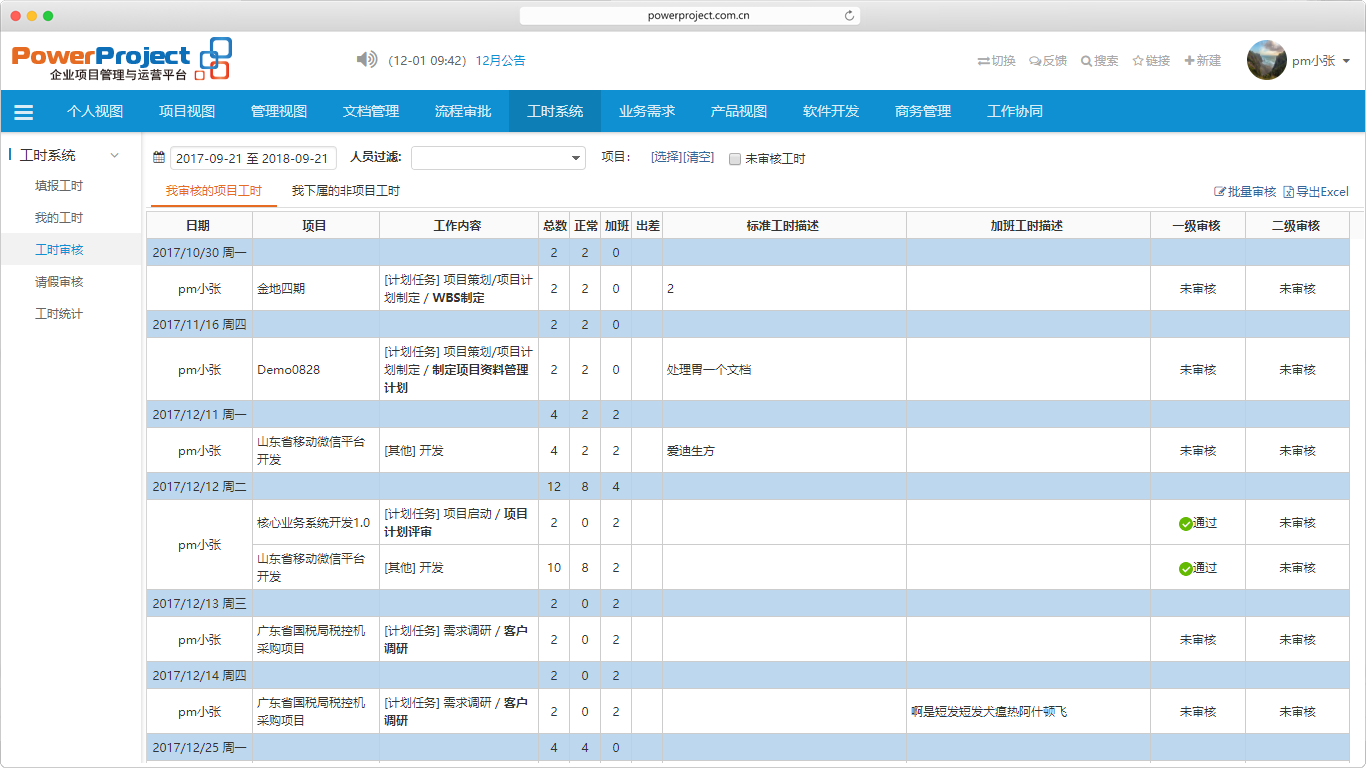 powerproject.com.cn
PowerProject
企业项目管理与运营平台
(12-01 09:42) 12月公告
切换 反馈 搜索 链接 新建 pm小张
个人视图 项目视图 管理视图 文档管理 流程审批 工时系统 业务需求 产品视图 软件开发 商务管理 工作协同
工时系统
填报工时
我的工时
工时审核
请假审核
工时统计
2017-09-21 至 2018-09-21 人员过滤: 项目: [选择][清空] 未审核工时
我审核的项目工时 我下属的非项目工时 批量审核 导出Excel
日期 项目 工作内容 总数 正常 加班 出差 标准工时描述 加班工时描述 一级审核 二级审核
2017/10/30 周一 2 2 0
pm小张 金地四期 [计划任务] 项目策划/项目计
划制定 / WBS制定 2 2 0 2 未审核 未审核
2017/11/16 周四 2 2 0
pm小张 Demo0828 [计划任务] 项目策划/项目计
划制定 / 制定项目资料管理
计划 2 2 0 处理胃一个文档 未审核 未审核
2017/12/11 周一 4 2 2
pm小张 山东省移动微信平台
开发 [其他] 开发 4 2 2 爱迪生方 未审核 未审核
2017/12/12 周二 12 8 4
pm小张 核心业务系统开发1.0 [计划任务] 项目启动 / 项目
计划评审 2 0 2 通过 未审核
山东省移动微信平台
开发 [其他] 开发 10 8 2 通过 未审核
2017/12/13 周三 2 0 2
pm小张 广东省国税局税控机
采购项目 [计划任务] 需求调研 / 客户
调研 2 0 2 未审核 未审核
2017/12/14 周四 2 0 2
pm小张 广东省国税局税控机
采购项目 [计划任务] 需求调研 / 客户
调研 2 0 2 啊是短发短发犬瘟热阿什顿飞 未审核 未审核
2017/12/25 周一 4 4 0